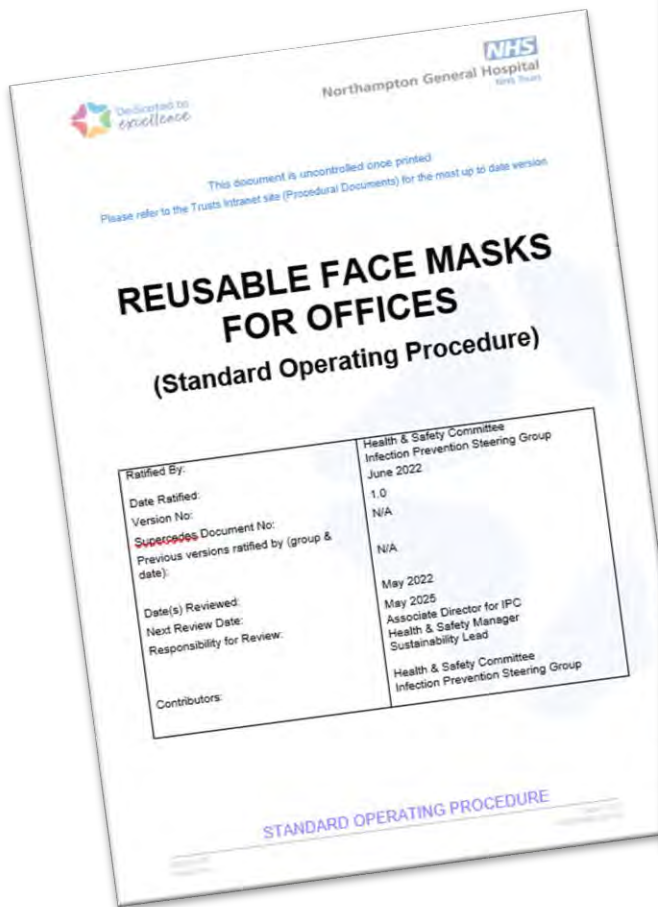 Dedicated to
excellence
NHS
Northampton General Hospital
NHS Trust
This document is uncontrolled once printed
Please refer to the Trusts Intranet site (Procedural Documents) for the most up to date version
REUSABLE FACE MASKS
FOR OFFICES
(Standard Operating Procedure)
Ratified By: Health & Safety Committee
Infection Prevention Steering Group
Date Ratified: June 2022
Version No: 1.0
Supercedes Document No: N/A
Previous versions ratified by (group &
date): N/A
Date(s) Reviewed: May 2022
Next Review Date: May 2025
Responsibility for Review: Associate Director for IPC
Health & Safety Manager
Sustainability Lead
Contributors: Health & Safety Committee
Infection Prevention Steering Group
STANDARD OPERATING PROCEDURE